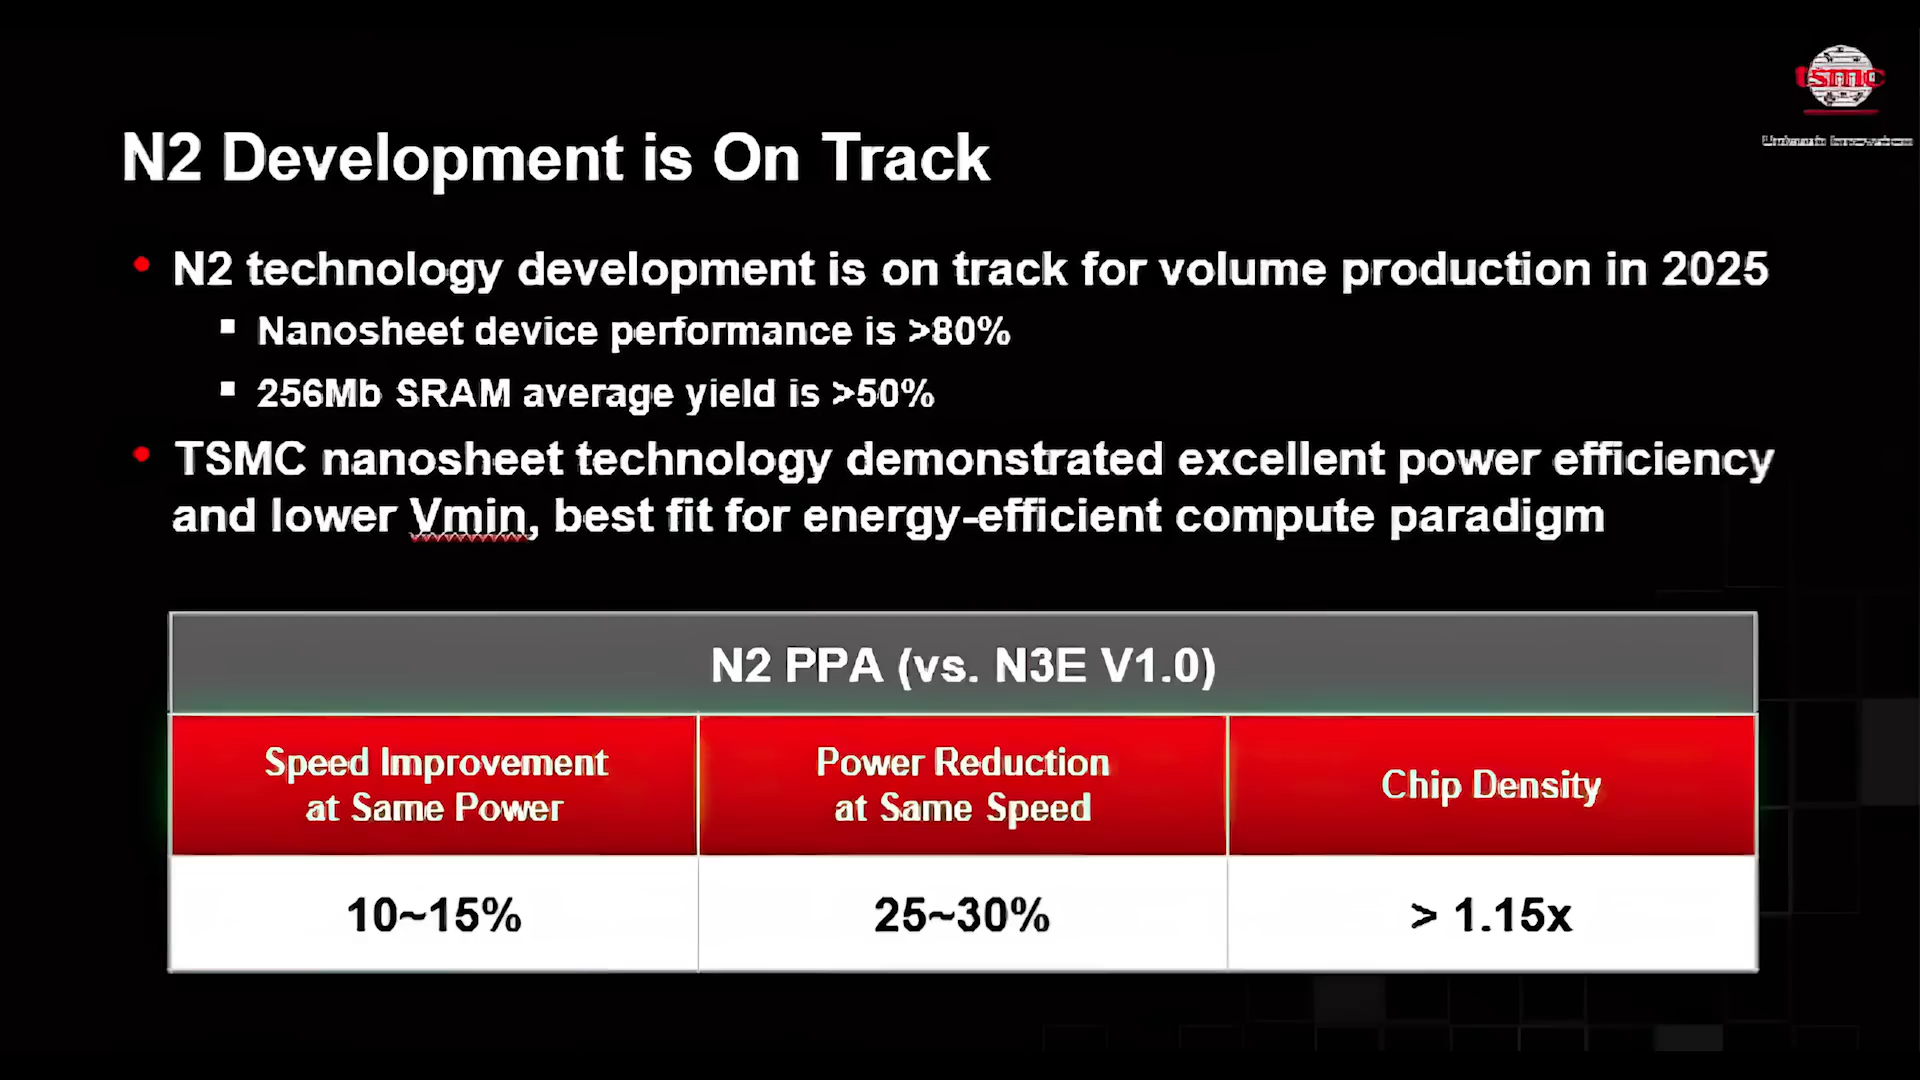 tsmc
N2 Development is On Track
• N2 technology development is on track for volume production in 2025
▪ Nanosheet device performance is >80%
▪ 256Mb SRAM average yield is >50%
• TSMC nanosheet technology demonstrated excellent power efficiency
and lower Vmin, best fit for energy-efficient compute paradigm
N2 PPA (vs. N3E V1.0)
Speed Improvement
at Same Power
Power Reduction
at Same Speed
Chip Density
10~15%
25~30%
> 1.15x